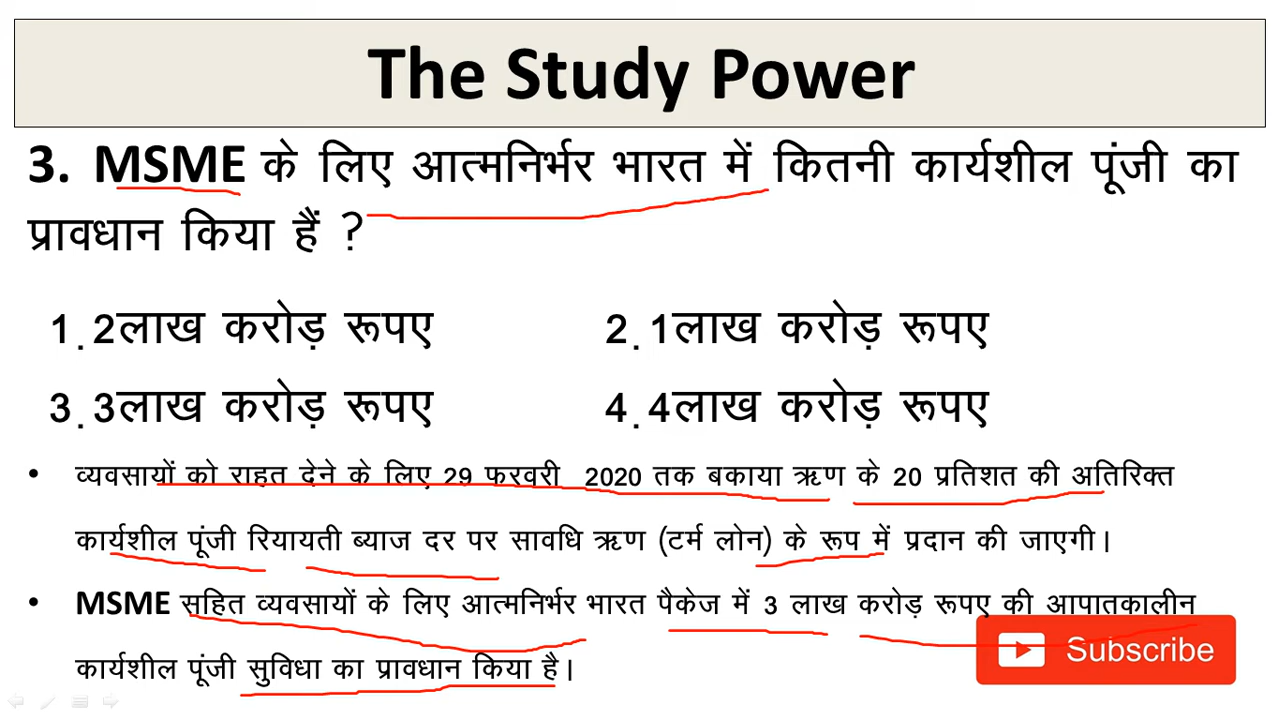 The Study Power
3. MSME के लिए आत्मनिर्भर भारत में कितनी कार्यशील पूंजी का
प्रावधान किया हैं ?
1. 2लाख करोड़ रूपए
2. 1लाख करोड़ रूपए
3. 3लाख करोड़ रूपए
4. 4लाख करोड़ रूपए
• व्यवसायों को राहत देने के लिए 29 फरवरी 2020 तक बकाया ऋण के 20 प्रतिशत की अतिरिक्त
कार्यशील पूंजी रियायती ब्याज दर पर सावधि ऋण (टर्म लोन) के रूप में प्रदान की जाएगी।
• MSME सहित व्यवसायों के लिए आत्मनिर्भर भारत पैकेज में 3 लाख करोड़ रूपए की आपातकालीन
कार्यशील पूंजी सुविधा का प्रावधान किया है।
Subscribe